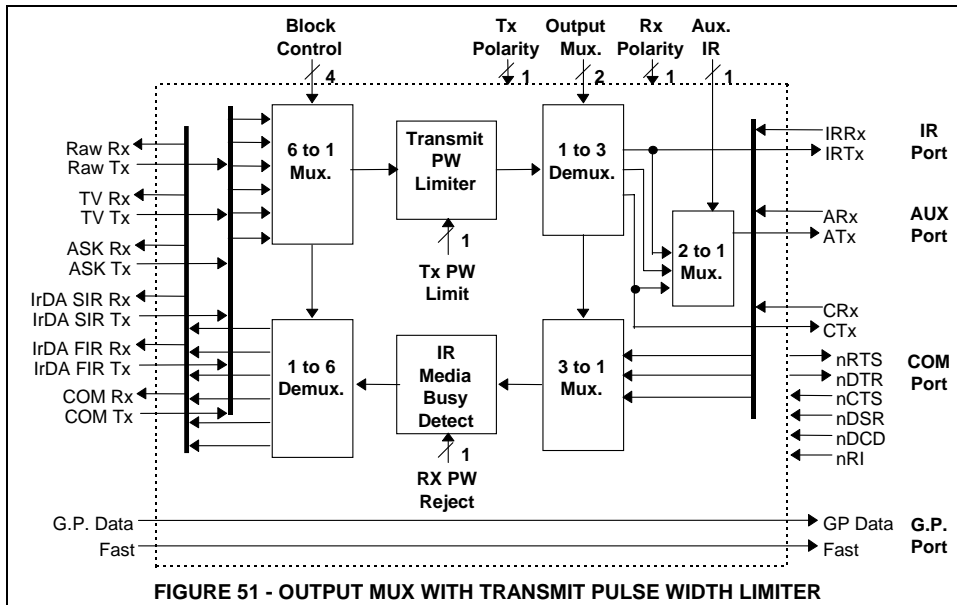 Block Control
4
Tx Polarity
1
Output Mux.
2
Rx Polarity
1
Aux. IR
1
Raw Rx
Raw Tx
TV Rx
TV Tx
ASK Rx
ASK Tx
IrDA SIR Rx
IrDA SIR Tx
IrDA FIR Rx
IrDA FIR Tx
COM Rx
COM Tx
6 to 1
Mux.
Transmit
PW
Limiter
1
Tx PW
Limit
1 to 3
Demux.
2 to 1
Mux.
1 to 6
Demux.
IR
Media
Busy
Detect
1
RX PW
Reject
3 to 1
Mux.
IRRx
IRTx
IR
Port
ARx
ATx
AUX
Port
CRx
CTx
nRTS
nDTR
nCTS
nDSR
nDCD
nRI
COM
Port
G.P. Data
Fast
GP Data
Fast
G.P.
Port
FIGURE 51 - OUTPUT MUX WITH TRANSMIT PULSE WIDTH LIMITER